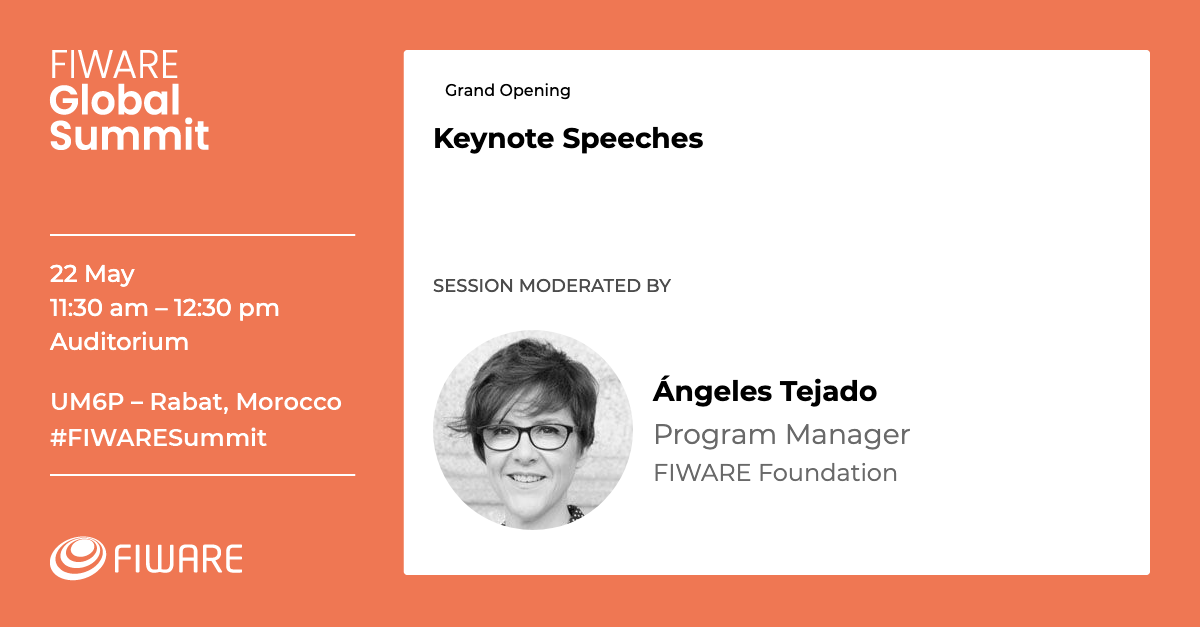 FIWARE
Global
Summit
22 May
11:30 am – 12:30 pm
Auditorium
UM6P – Rabat, Morocco
#FIWARESummit
FIWARE
Grand Opening
Keynote Speeches
SESSION MODERATED BY
Ángeles Tejado
Program Manager
FIWARE Foundation